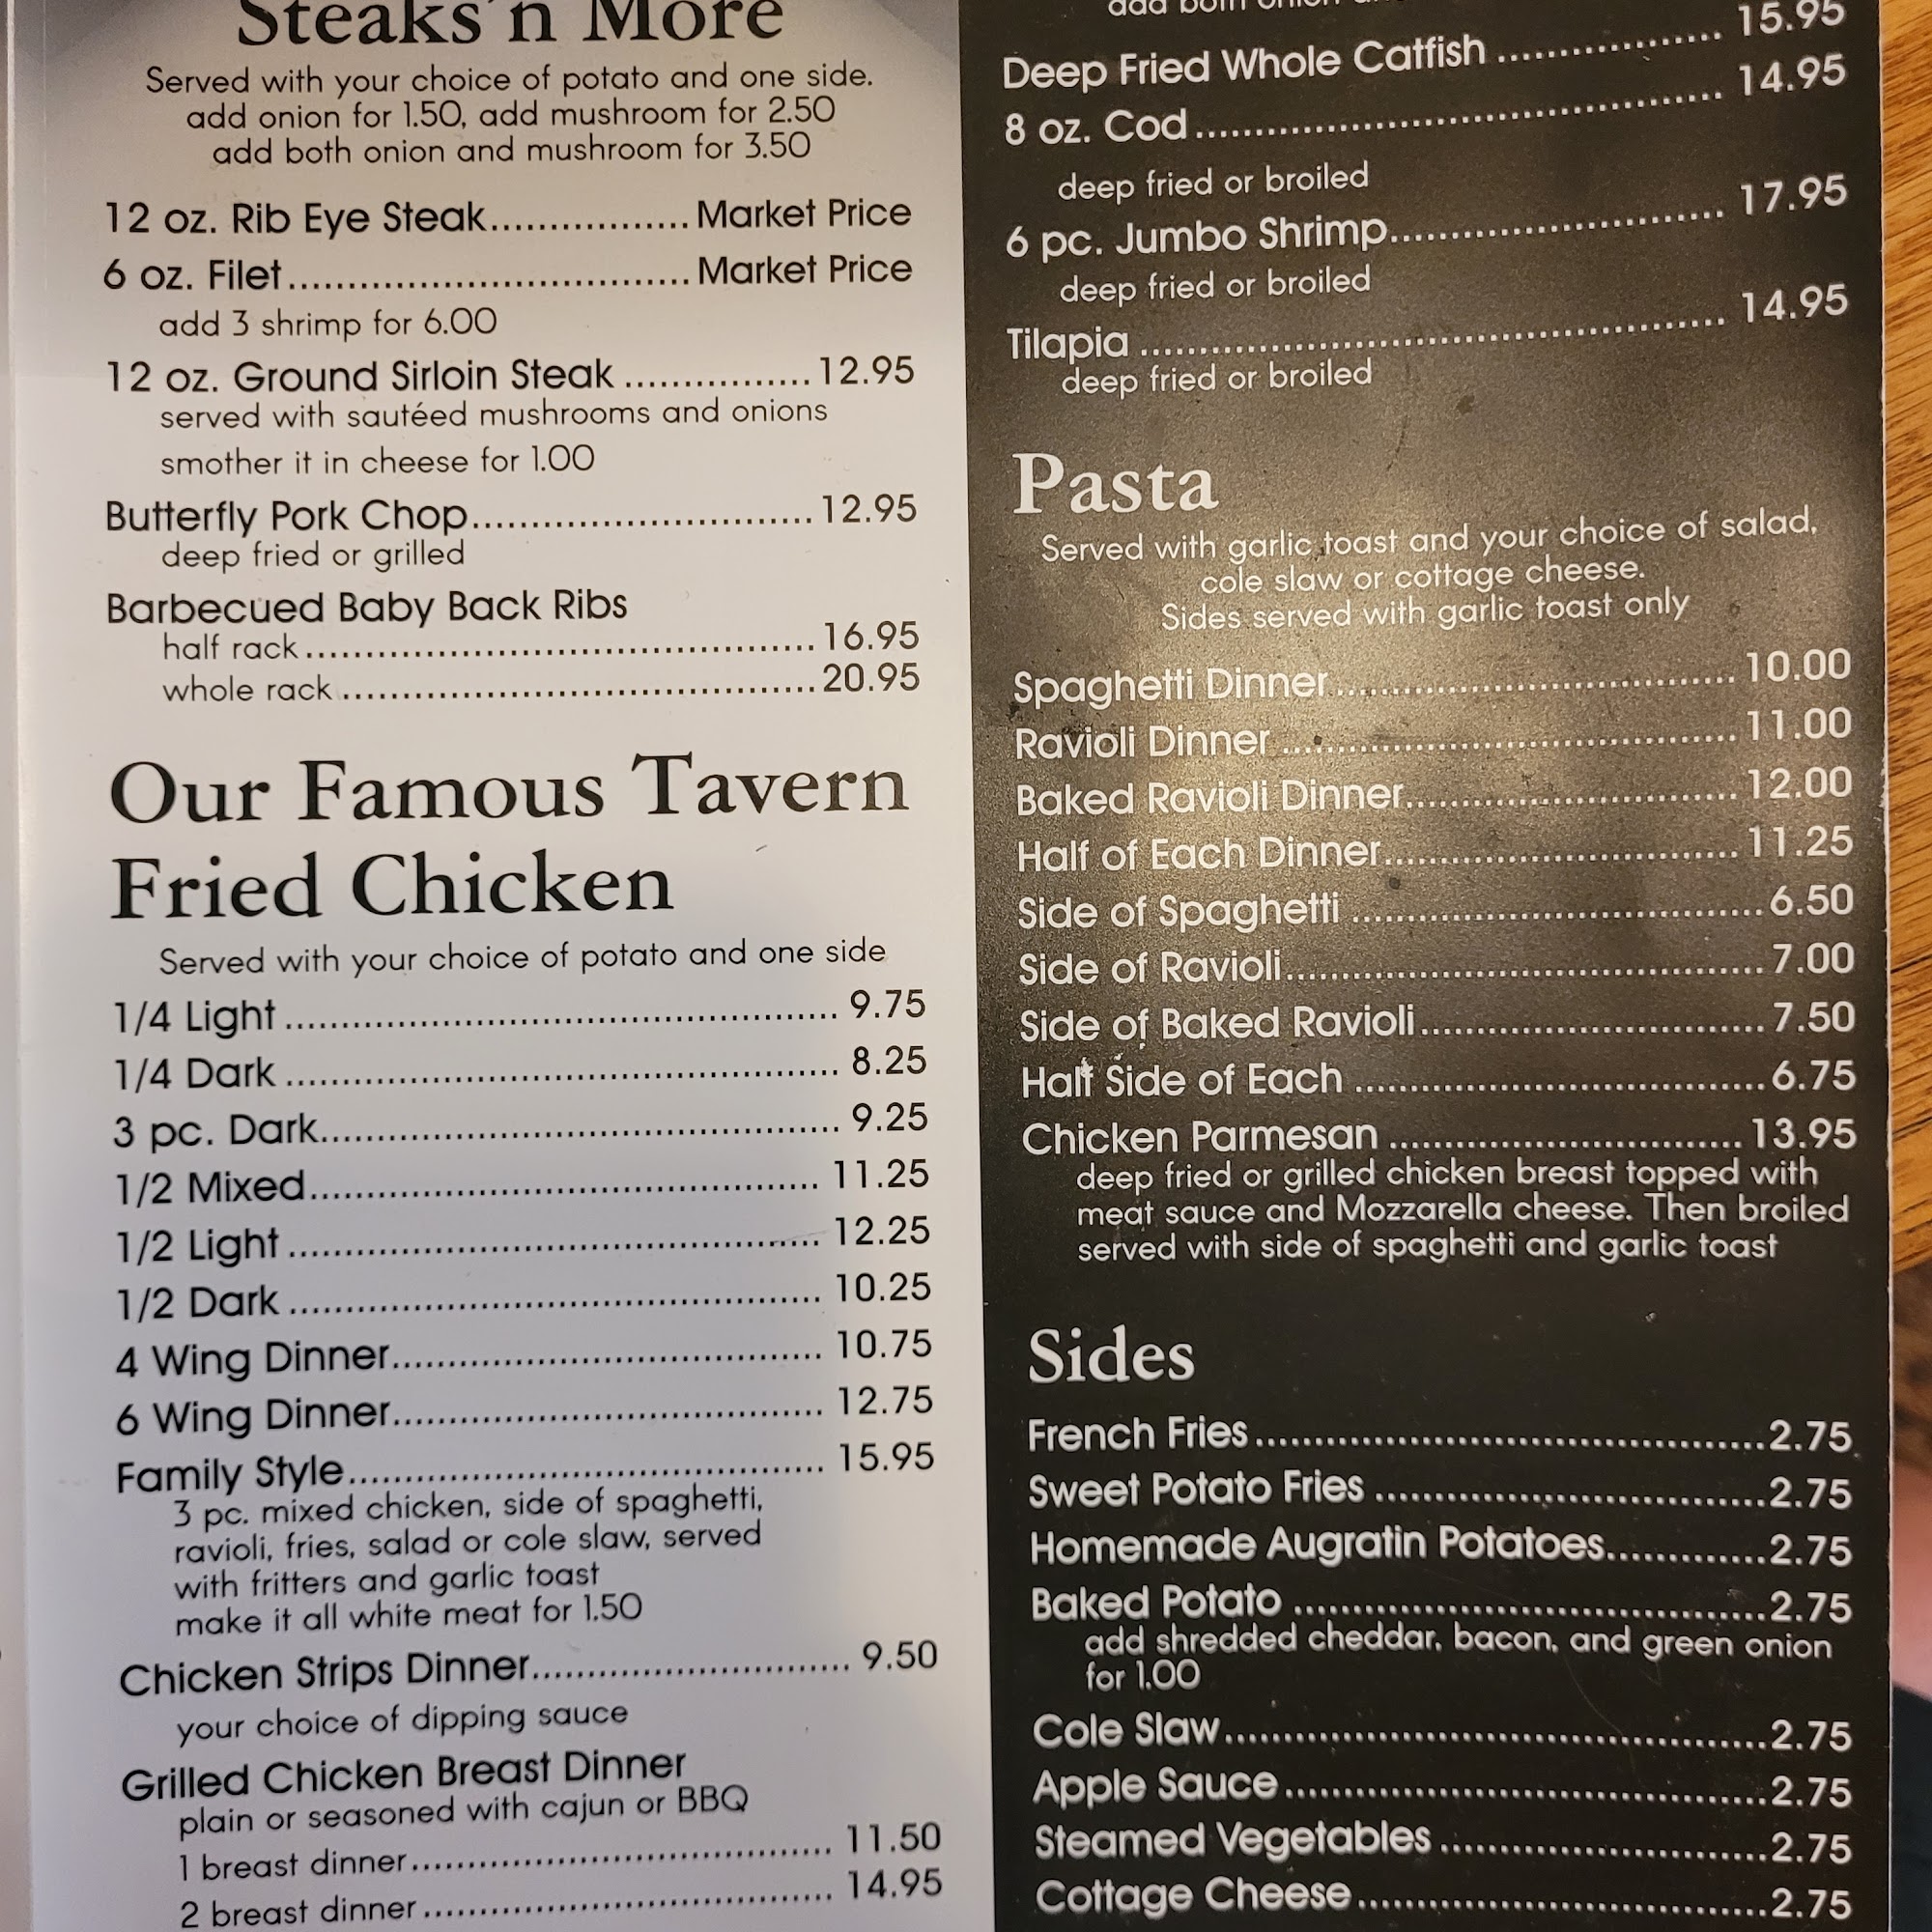 Steaks'n More
Served with your choice of potato and one side.
add onion for 1.50, add mushroom for 2.50
add both onion and mushroom for 3.50
12 oz. Rib Eye Steak................. Market Price
6 oz. Filet.................................. Market Price
add 3 shrimp for 6.00
12 oz. Ground Sirloin Steak ................ 12.95
served with sautéed mushrooms and onions
smother it in cheese for 1.00
Butterfly Pork Chop............................. 12.95
deep fried or grilled
Barbecued Baby Back Ribs
half rack ........................................... 16.95
whole rack ........................................ 20.95
Our Famous Tavern
Fried Chicken
Served with your choice of potato and one side
1/4 Light ............................................... 9.75
1/4 Dark ............................................... 8.25
3 pc. Dark............................................. 9.25
1/2 Mixed............................................ 11.25
1/2 Light ............................................. 12.25
1/2 Dark ............................................. 10.25
4 Wing Dinner..................................... 10.75
6 Wing Dinner..................................... 12.75
Family Style......................................... 15.95
3 pc. mixed chicken, side of spaghetti,
ravioli, fries, salad or cole slaw, served
with fritters and garlic toast
make it all white meat for 1.50
Chicken Strips Dinner........................... 9.50
your choice of dipping sauce
Grilled Chicken Breast Dinner
plain or seasoned with cajun or BBQ
1 breast dinner.................................... 11.50
2 breast dinner ................................... 14.95
add both onion
Deep Fried Whole Catfish ................... 15.95
8 oz. Cod............................................. 14.95
deep fried or broiled
6 pc. Jumbo Shrimp............................. 17.95
deep fried or broiled
Tilapia .................................................. 14.95
deep fried or broiled
Pasta
Served with garlic toast and your choice of salad,
cole slaw or cottage cheese.
Sides served with garlic toast only
Spaghetti Dinner.................................. 10.00
Ravioli Dinner ...................................... 11.00
Baked Ravioli Dinner............................ 12.00
Half of Each Dinner.............................. 11.25
Side of Spaghetti ................................... 6.50
Side of Ravioli........................................ 7.00
Side of Baked Ravioli............................. 7.50
Half Side of Each ................................... 6.75
Chicken Parmesan .............................. 13.95
deep fried or grilled chicken breast topped with
meat sauce and Mozzarella cheese. Then broiled
served with side of spaghetti and garlic toast
Sides
French Fries ........................................... 2.75
Sweet Potato Fries ................................. 2.75
Homemade Augratin Potatoes.............. 2.75
Baked Potato ........................................ 2.75
add shredded cheddar, bacon, and green onion
for 1.00
Cole Slaw.............................................. 2.75
Apple Sauce......................................... 2.75
Steamed Vegetables ............................ 2.75
Cottage Cheese................................... 2.75